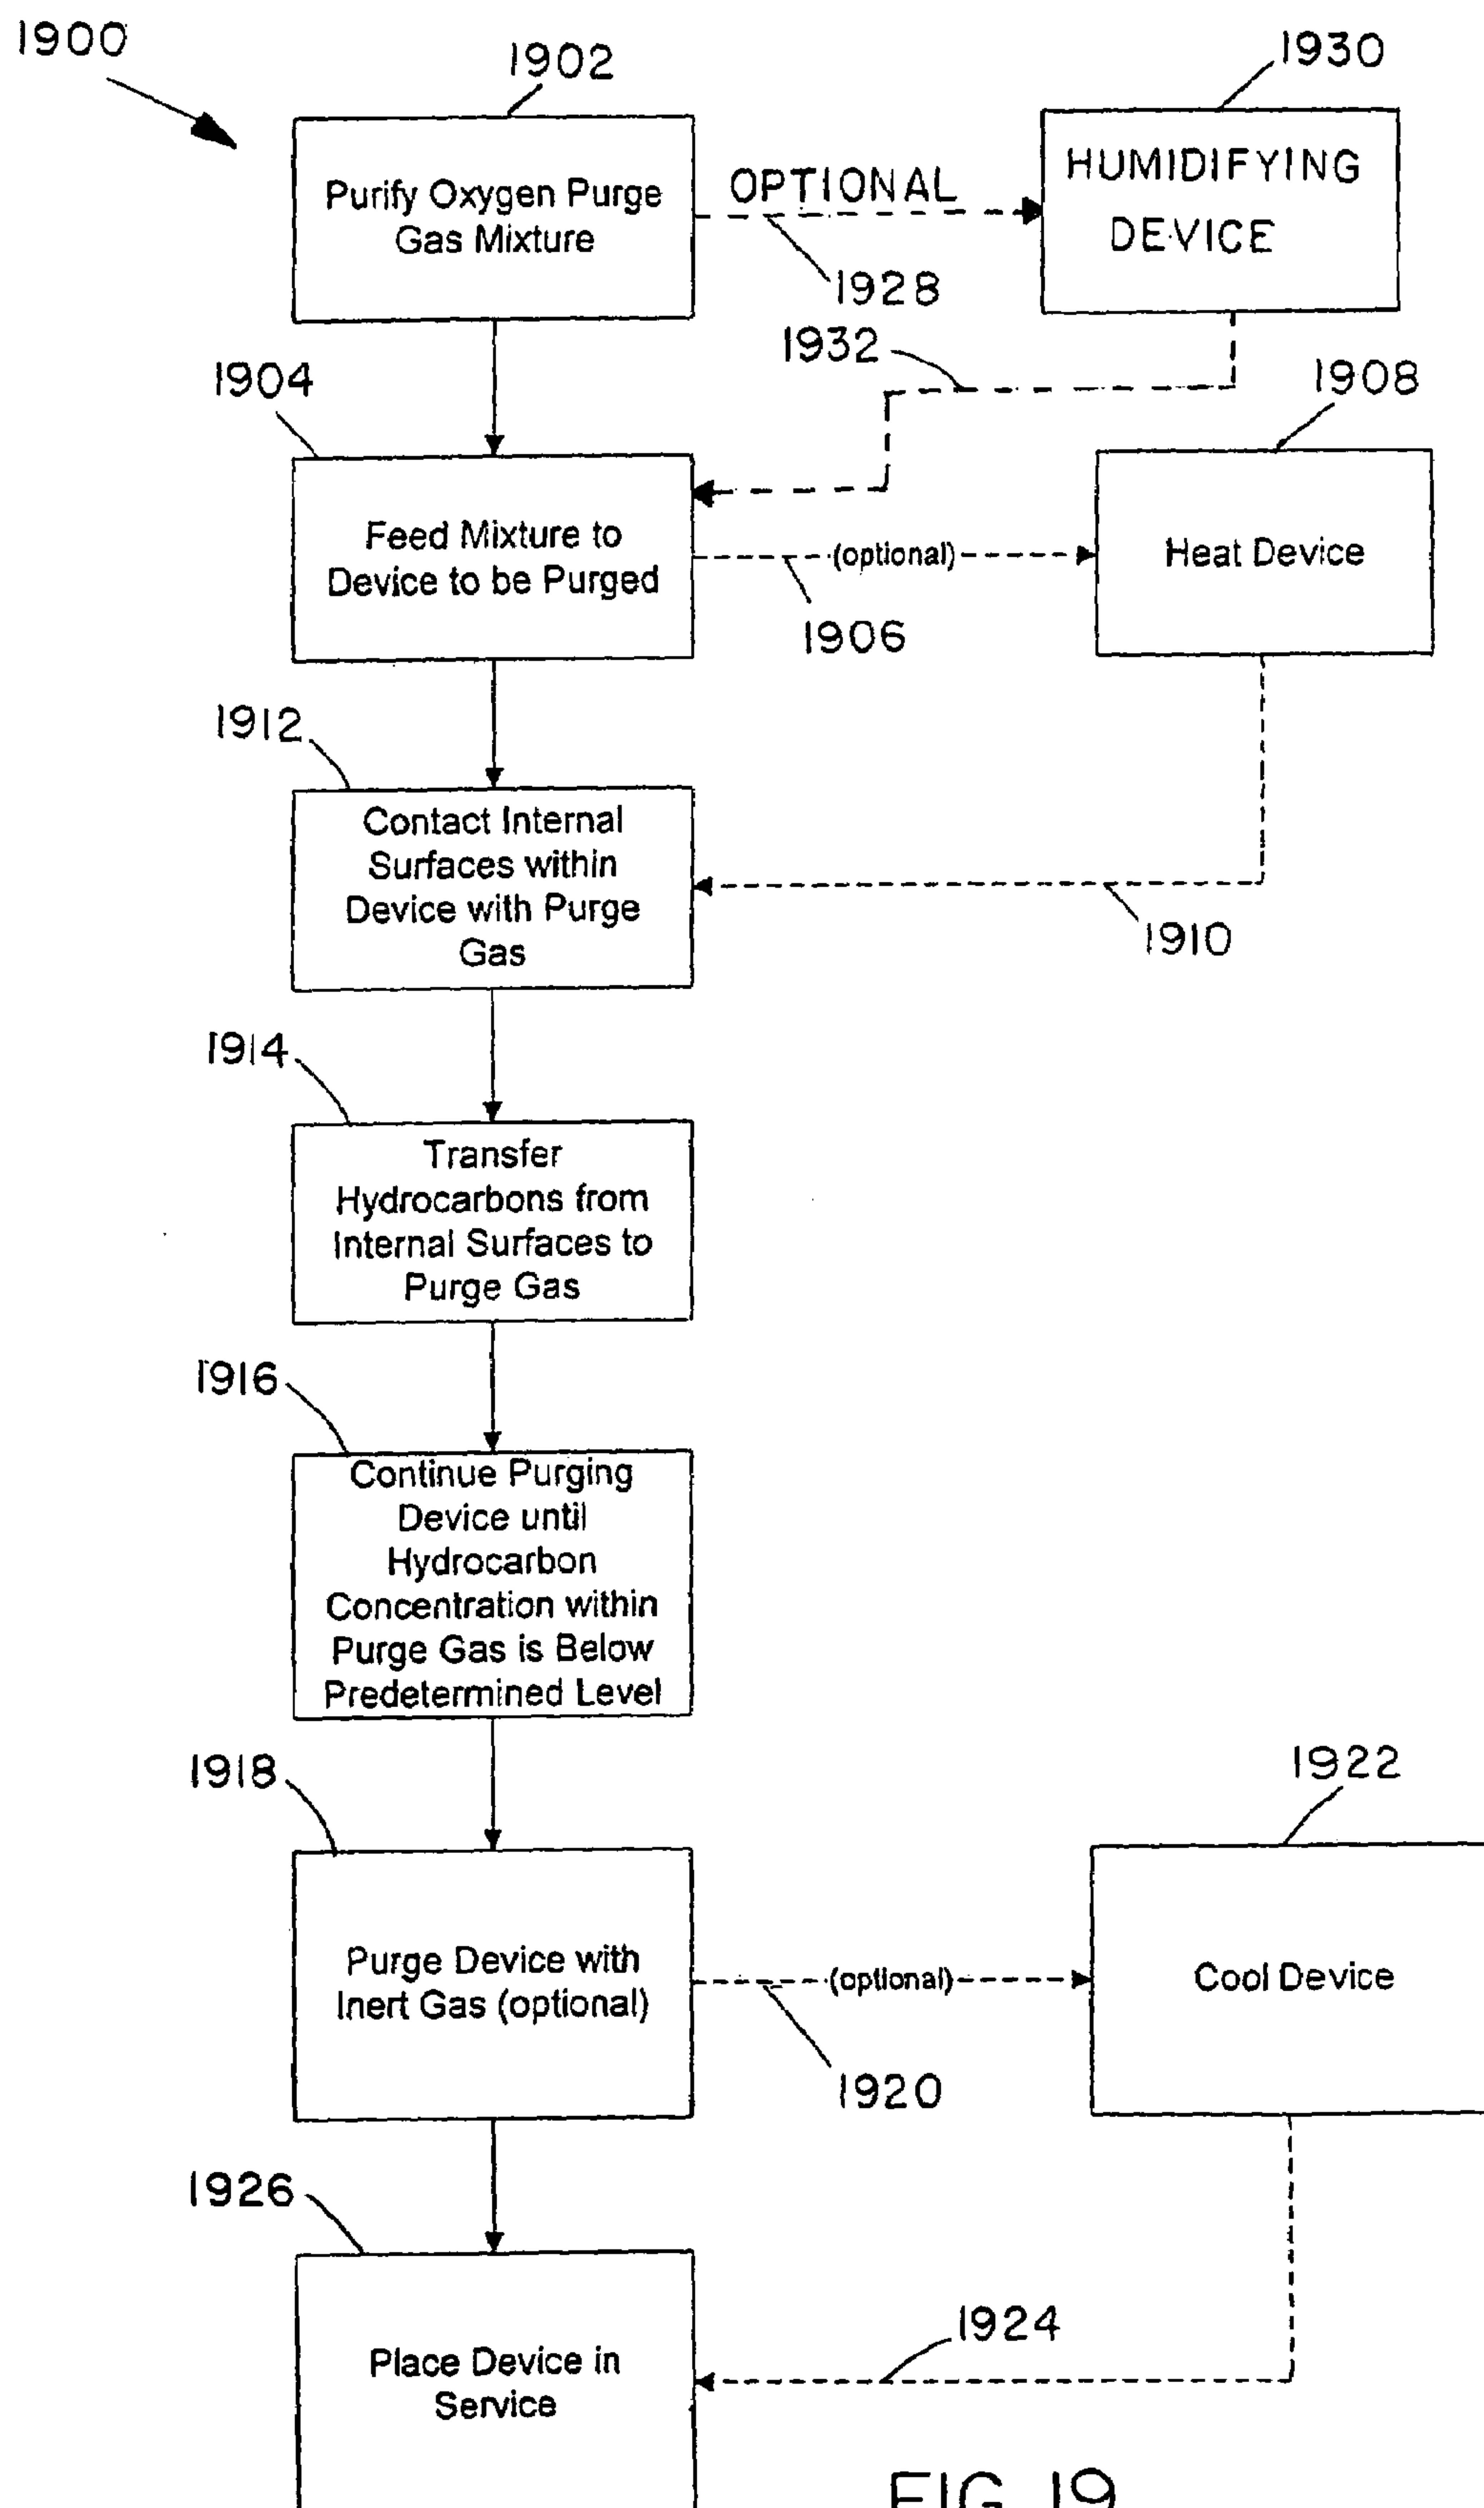 1900
1902
1930
Purify Oxygen Purge
Gas Mixture
OPTIONAL
HUMIDIFYING
DEVICE
1928
1932
1904
1908
Feed Mixture to
Device to be Purged
(optional)
Heat Device
1906
1912
Contact Internal
Surfaces within
Device with Purge
Gas
1910
1914
Transfer
Hydrocarbons from
Internal Surfaces to
Purge Gas
1916
Continue Purging
Device until
Hydrocarbon
Concentration within
Purge Gas is Below
Predetermined Level
1918
1922
Purge Device with
Inert Gas (optional)
(optional)
Cool Device
1920
1926
1924
Place Device in
Service
FIG. 19